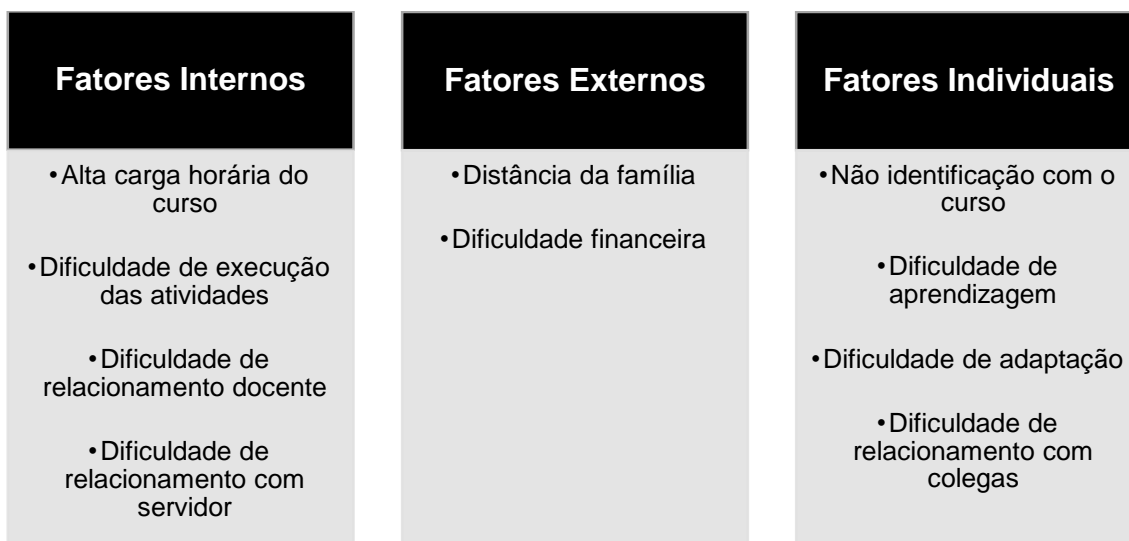 Fatores Internos
•Alta carga horária do
curso
•Dificuldade de execução
das atividades
•Dificuldade de
relacionamento docente
•Dificuldade de
relacionamento com
servidor
Fatores Externos
•Distância da família
•Dificuldade financeira
Fatores Individuais
•Não identificação com o
curso
•Dificuldade de
aprendizagem
•Dificuldade de adaptação
•Dificuldade de
relacionamento com
colegas